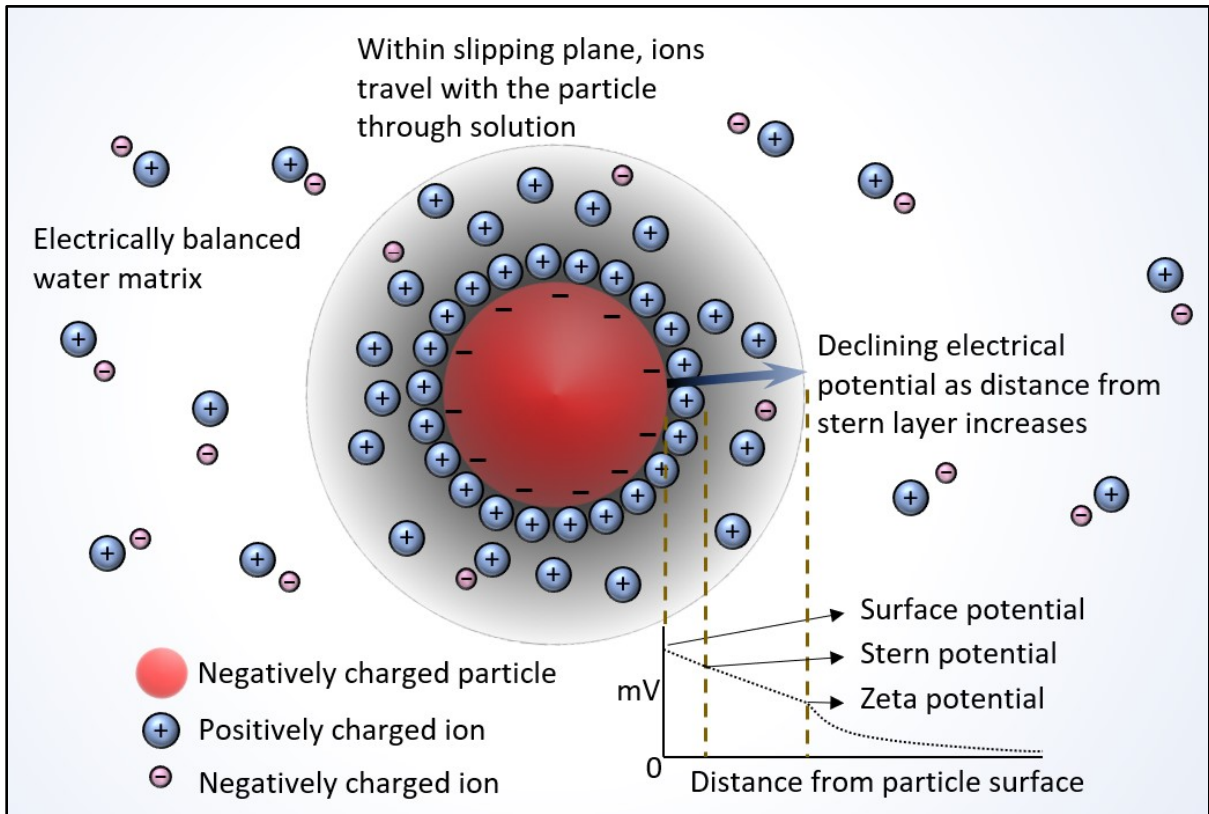 Within slipping plane, ions
travel with the particle
through solution
Electrically balanced
water matrix
Declining electrical
potential as distance from
stern layer increases
Surface potential
Stern potential
Zeta potential
mV
0
Distance from particle surface
Negatively charged particle
Positively charged ion
Negatively charged ion